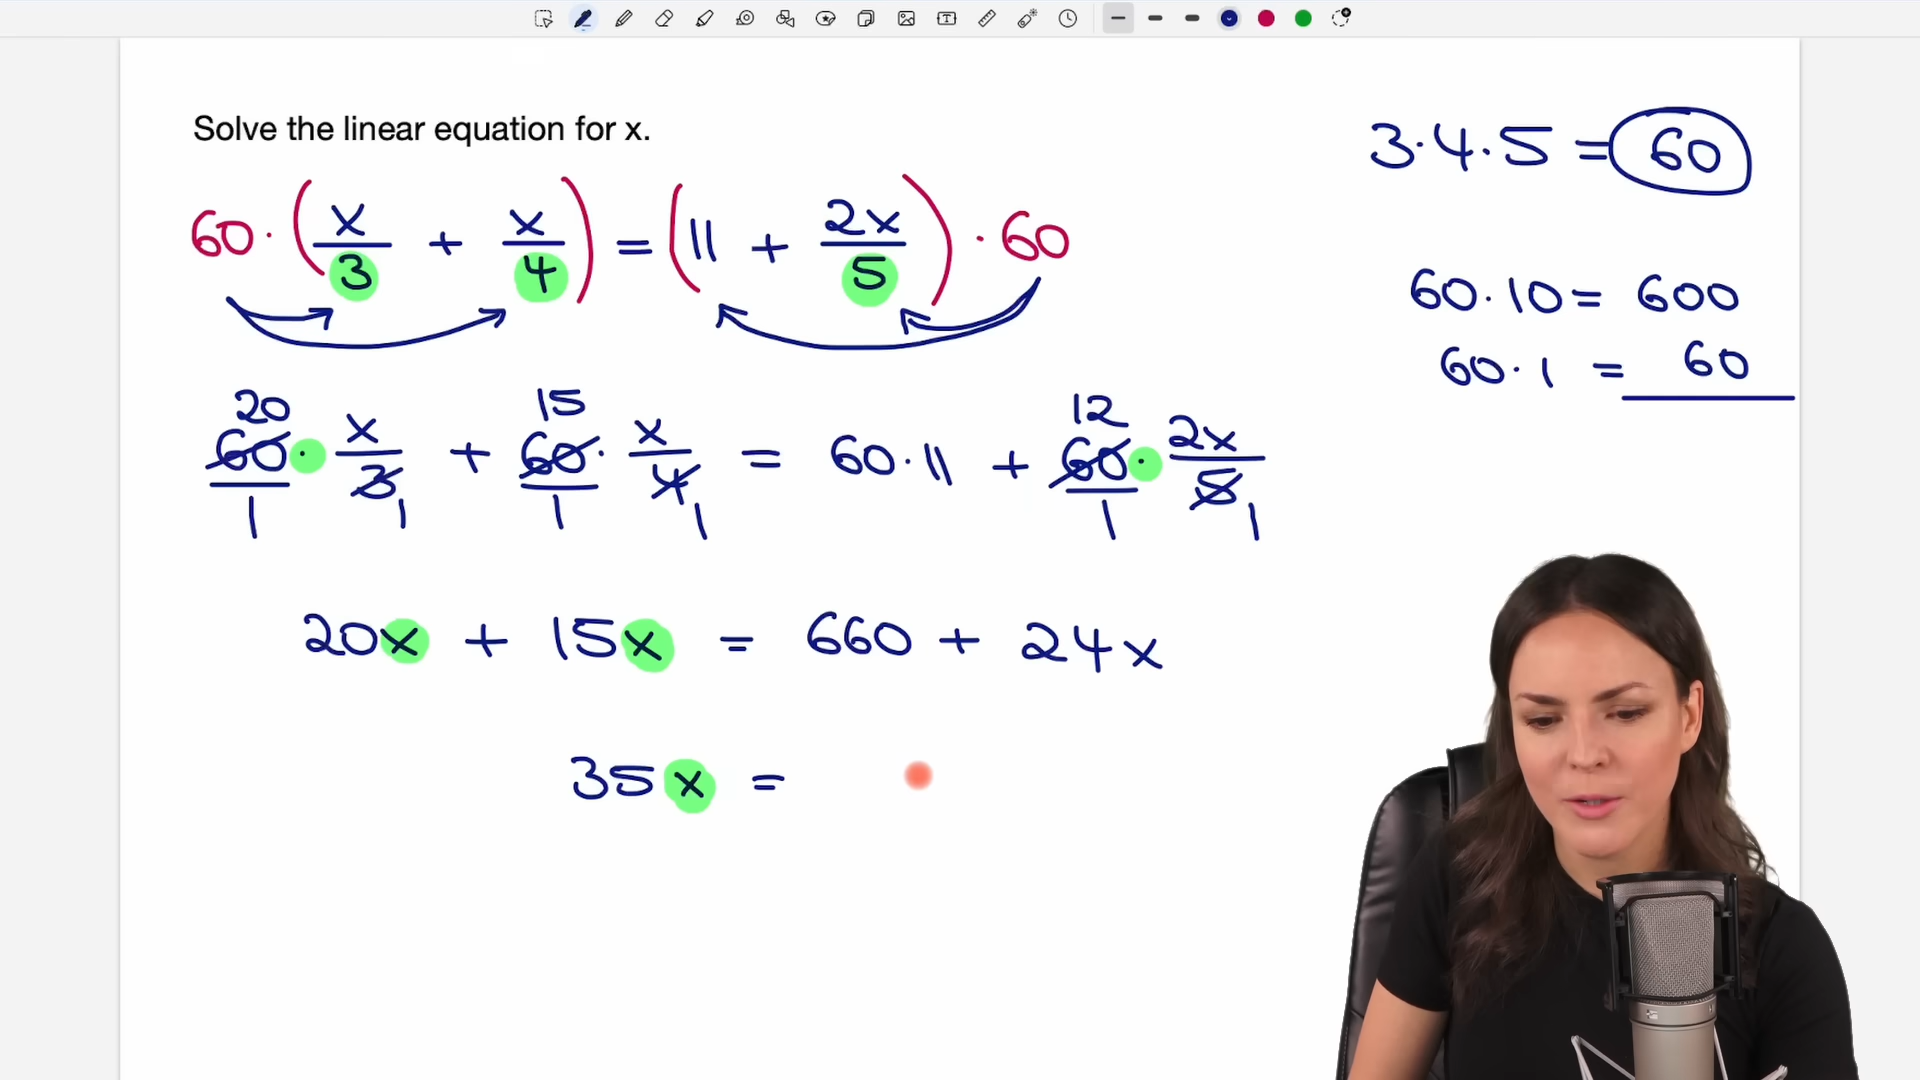 Solve the linear equation for x.
3·4·5 = 60
60·(x/3 + x/4) = (11 + 2x/5)·60
60·10 = 600
60·1 = 60
20 15 12
60/1 · x/3 + 60/1 · x/4 = 60·11 + 60/1 · 2x/5
1 1 1
20x + 15x = 660 + 24x
35x =